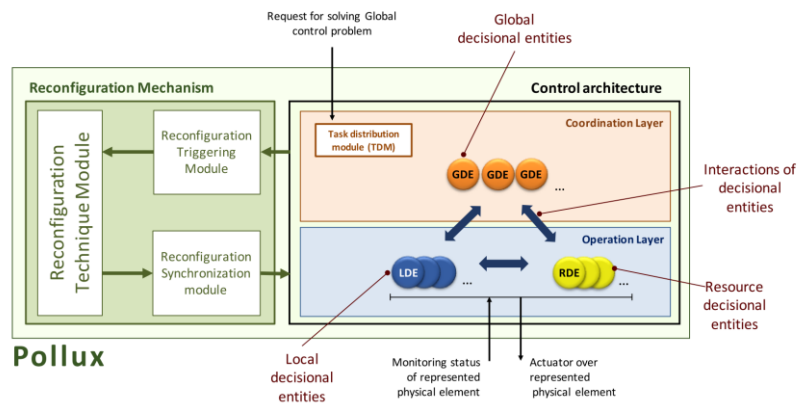 Request for solving Global
control problem
Global
decisional entities
Reconfiguration Mechanism
Control architecture
Coordination Layer
Reconfiguration
Technique Module
Reconfiguration
Triggering
Module
Task distribution
module (TDM)
GDE
GDE
GDE
...
Interactions of
decisional
entities
Reconfiguration
Synchronization
module
Operation Layer
LDE
...
RDE
...
Resource
decisional
entities
Pollux
Local
decisional
entities
Monitoring status
of represented
physical element
Actuator over
represented
physical element